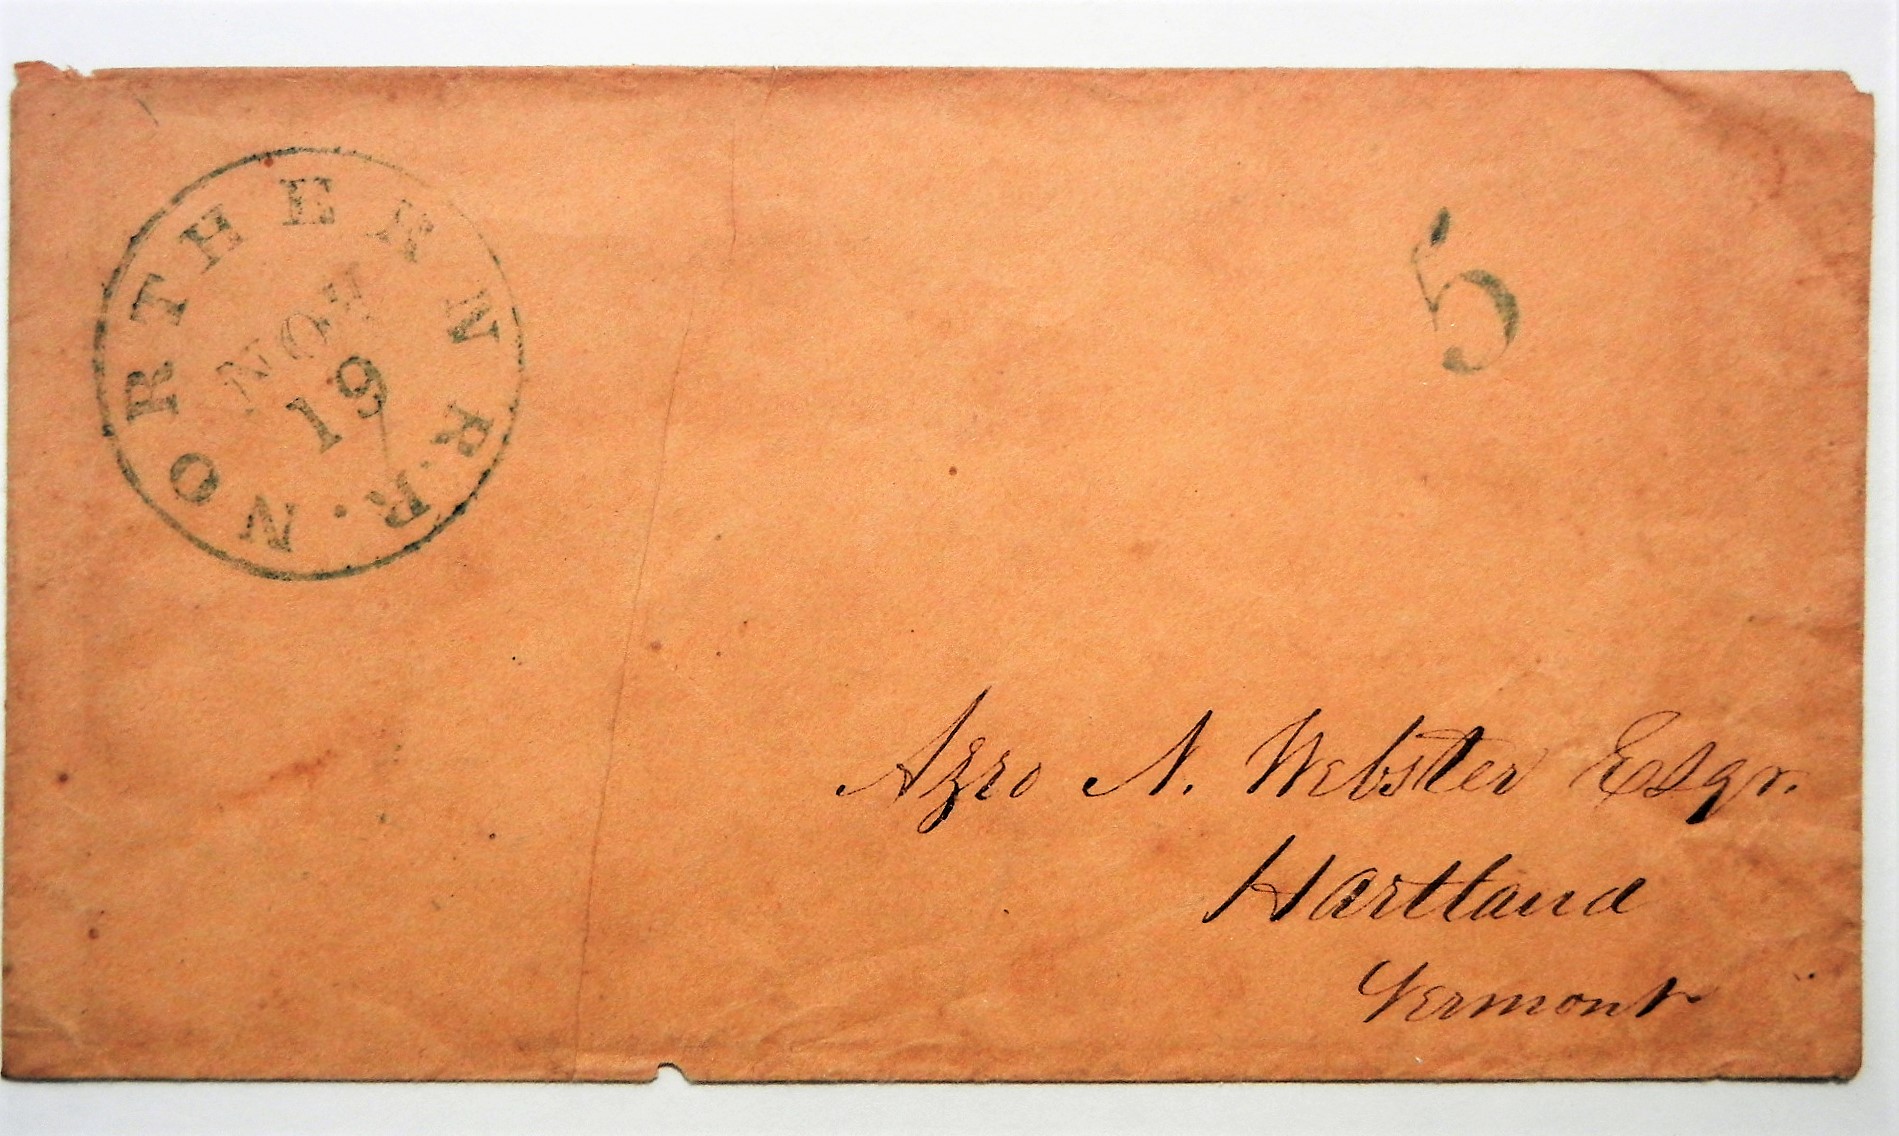 NORTHERN R.R.
NOV
19
5
Azro N. Webster Esqr.
Hartland
Vermont